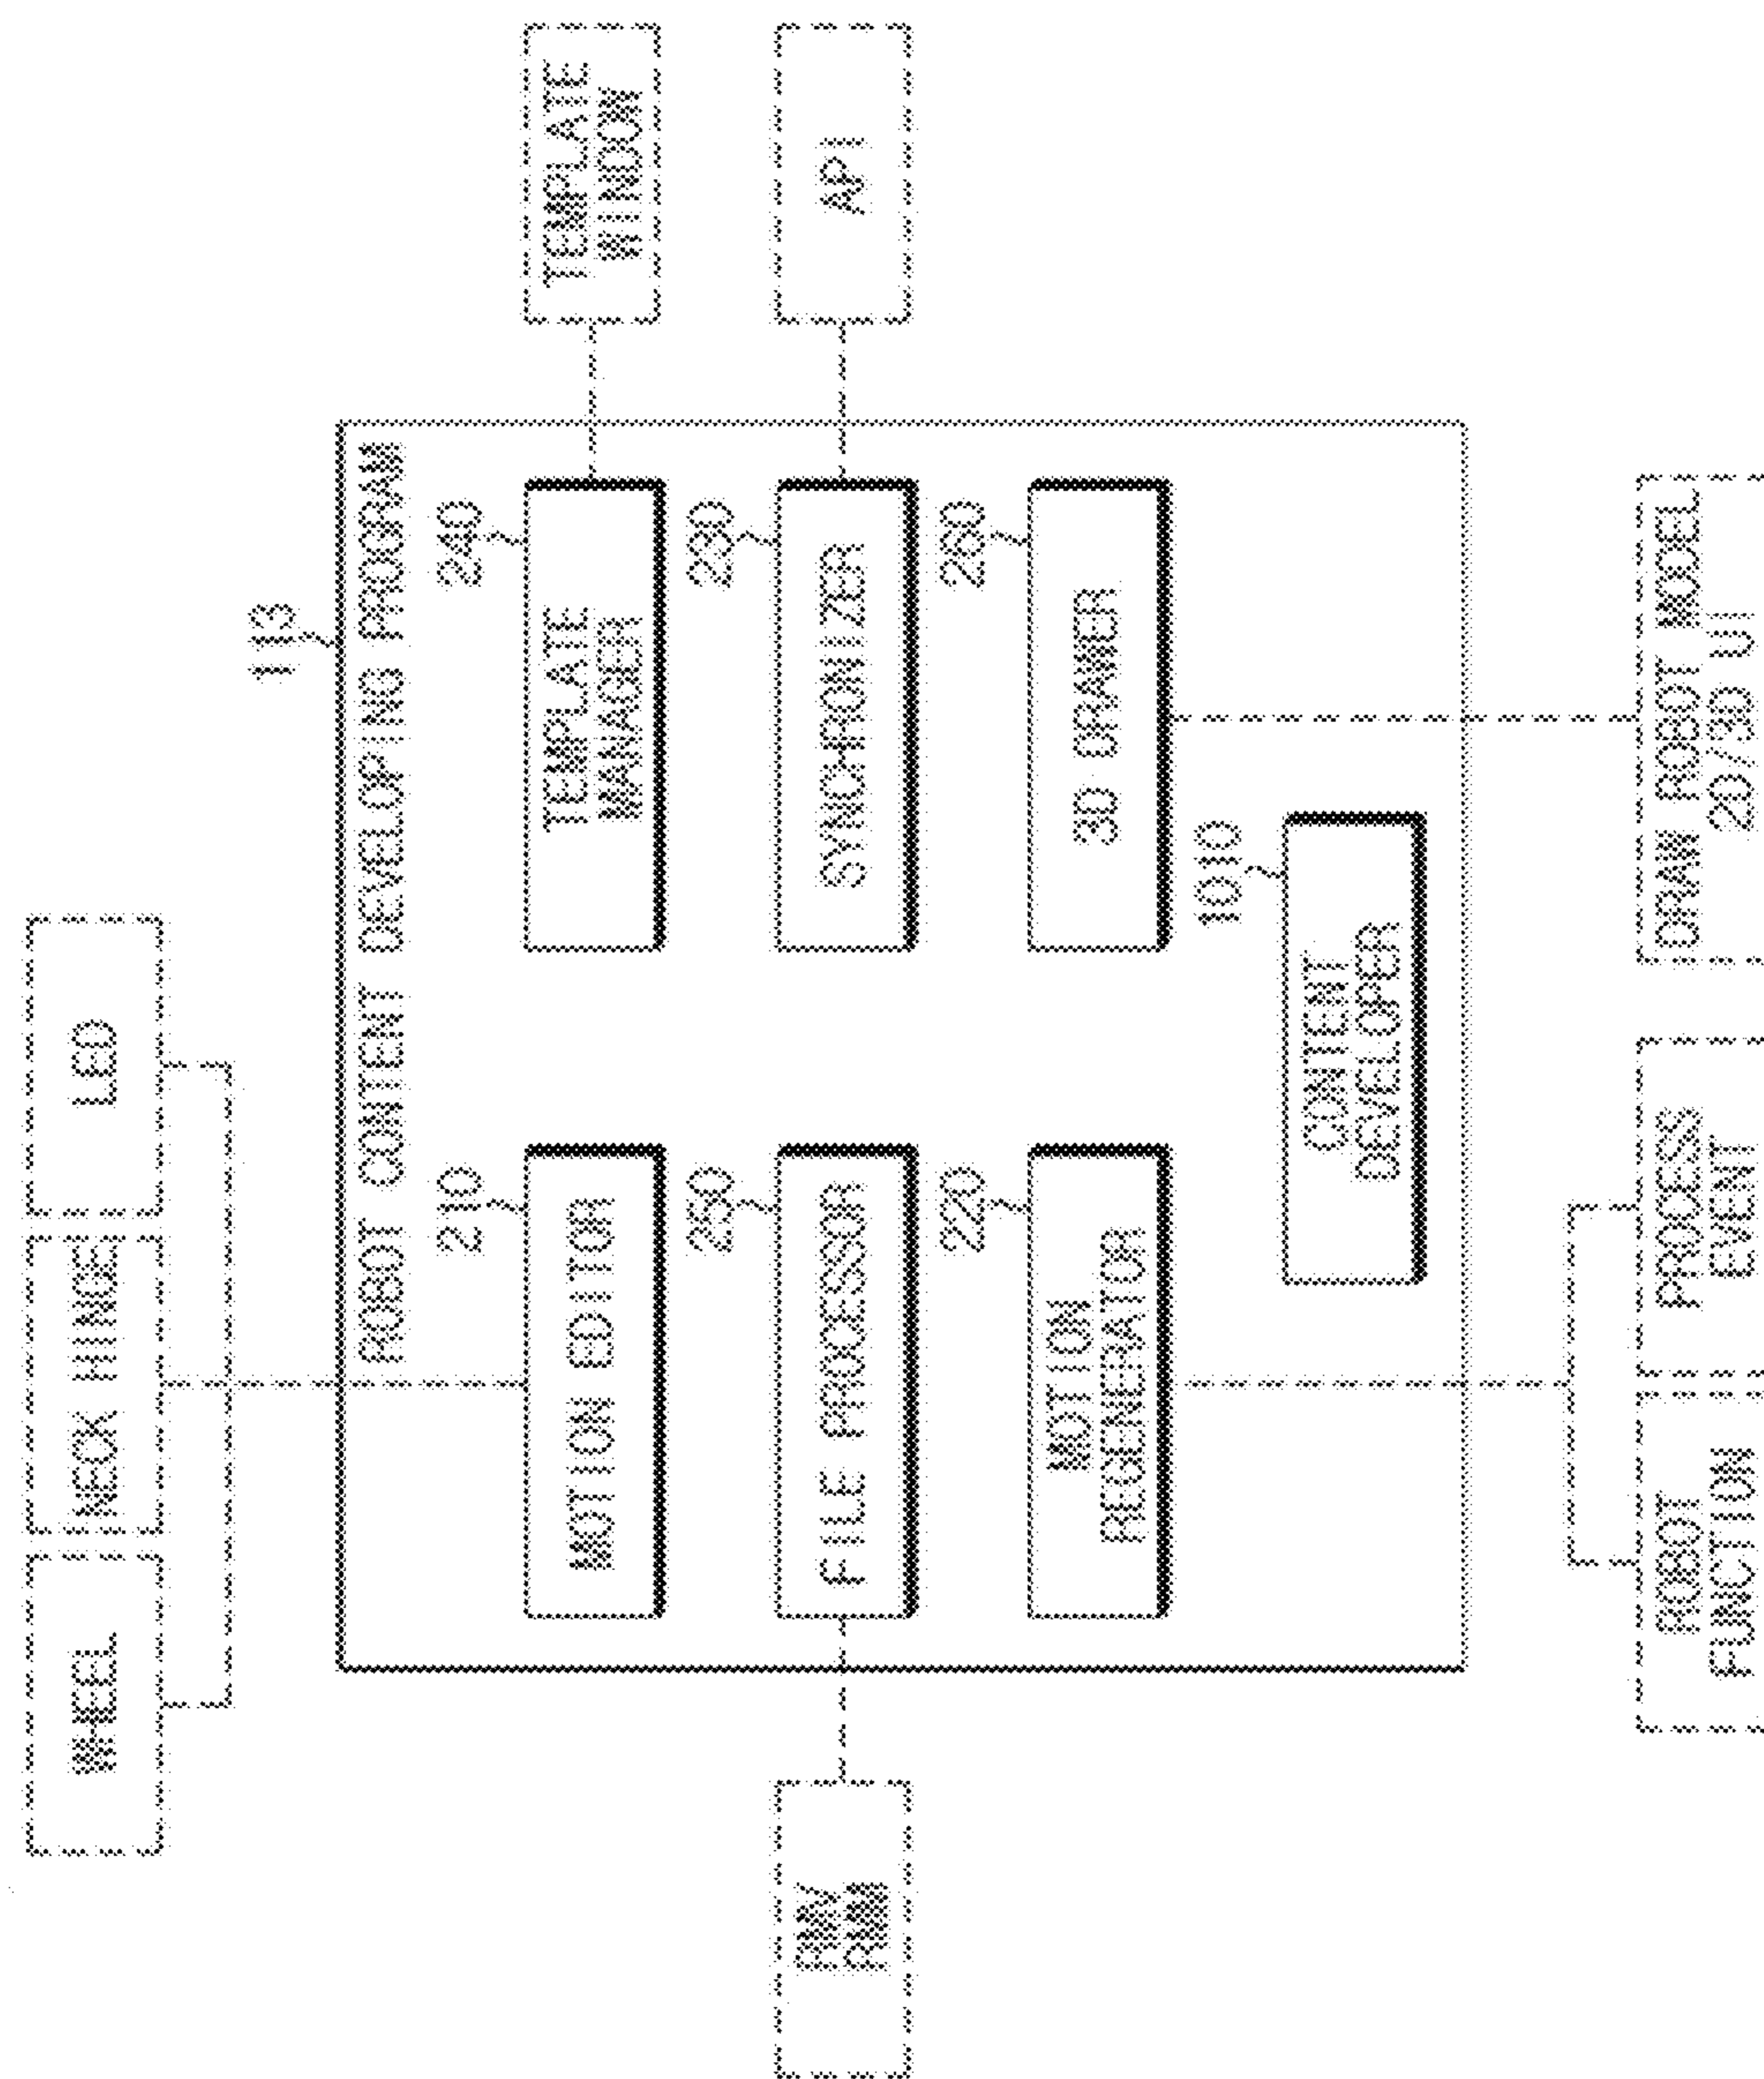 WHEEL
NECK HINGE
LED
113
ROBOT CONTENT DEVELOPING PROGRAM
210
240
MOTION EDITOR
TEMPLATE
MANAGER
TEMPLATE
WINDOW
250
230
FILE PROCESSOR
SYNCHRONIZER
API
220
260
MOTION
REGENERATOR
3D DRAWER
1010
CONTENT
DEVELOPER
ROBOT
FUNCTION
PROCESS
EVENT
DRAW ROBOT MODEL
2D/3D UI